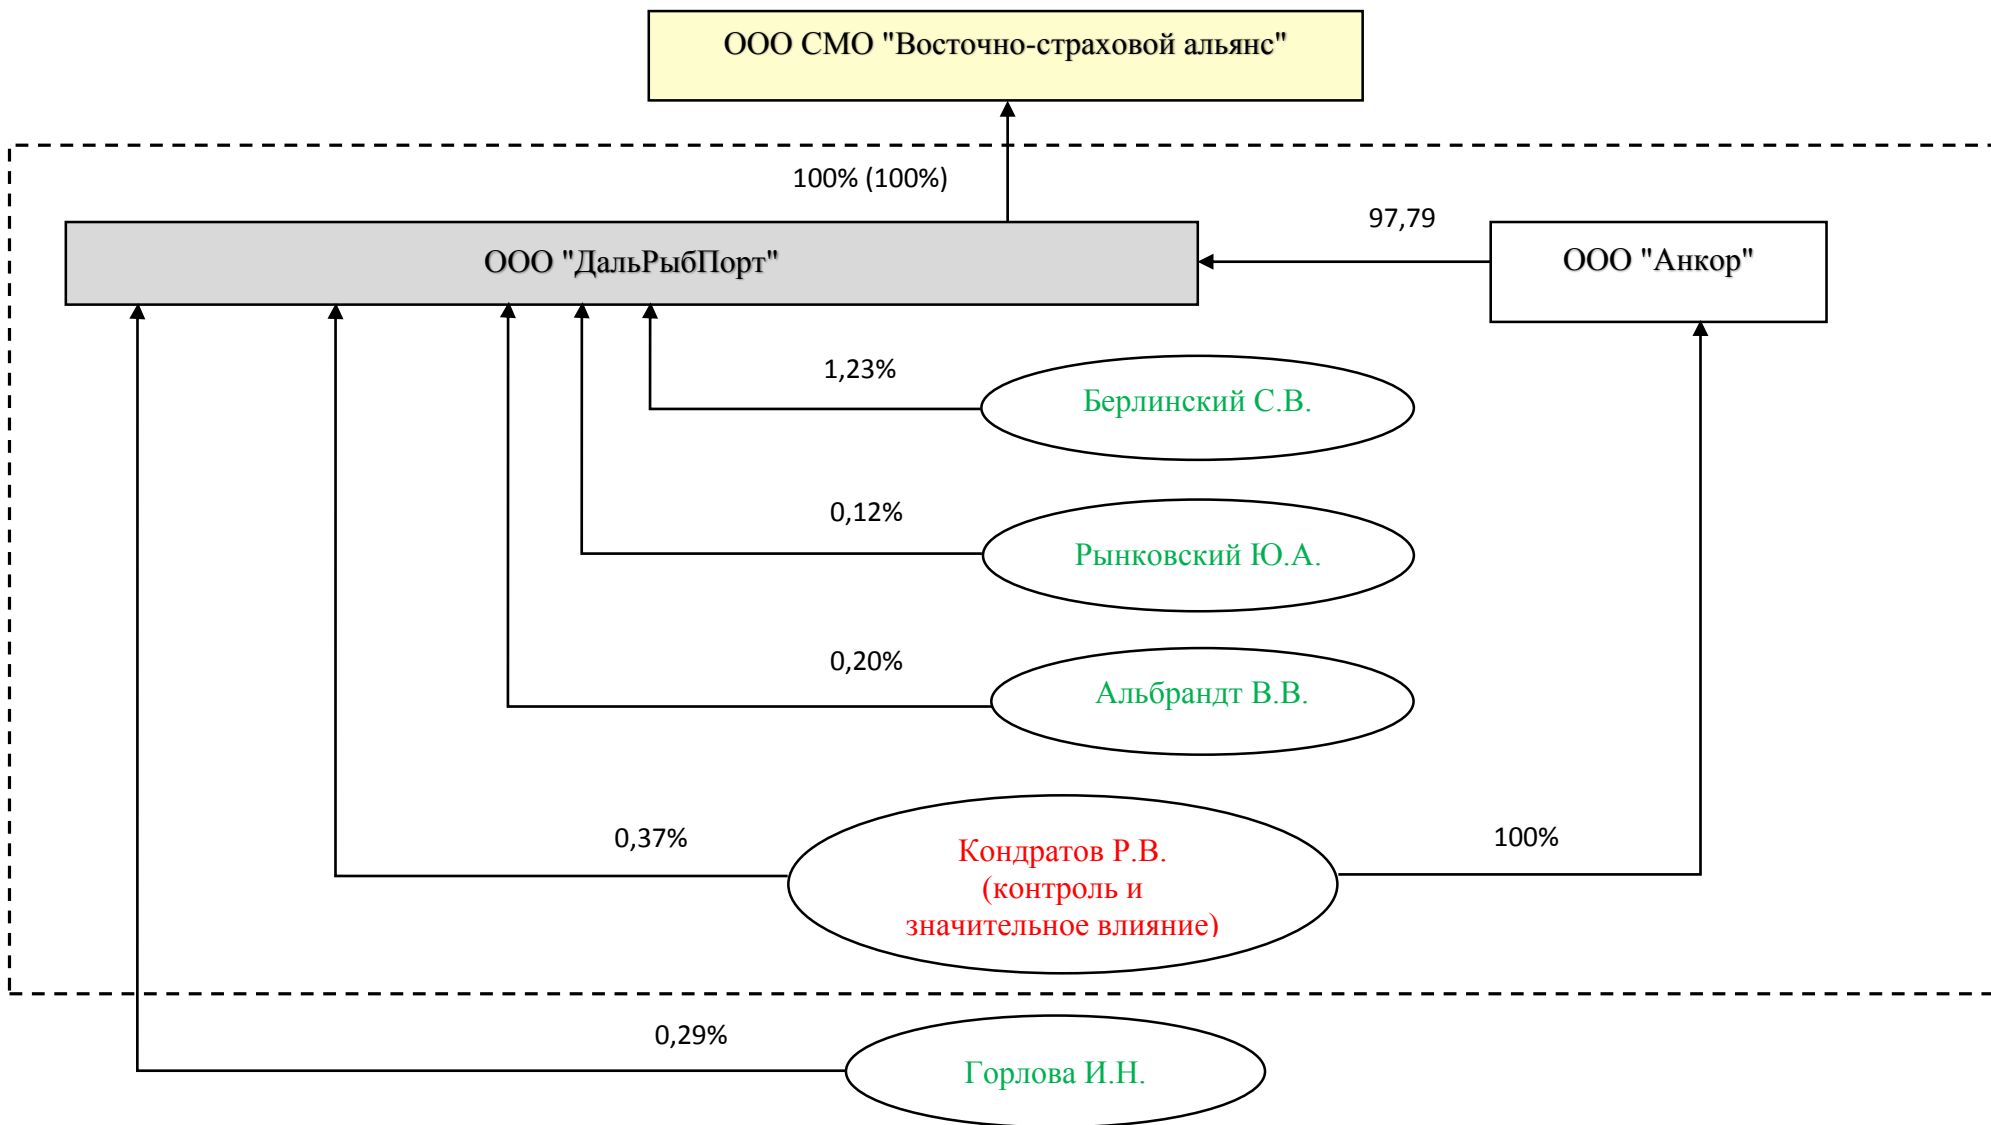 ООО СМО "Восточно-страховой альянс"
100% (100%)
97,79
ООО "ДальРыбПорт"
ООО "Анкор"
1,23%
Берлинский С.В.
0,12%
Рынковский Ю.А.
0,20%
Альбрандт В.В.
0,37%
Кондратов Р.В.
(контроль и
значительное влияние)
100%
0,29%
Горлова И.Н.